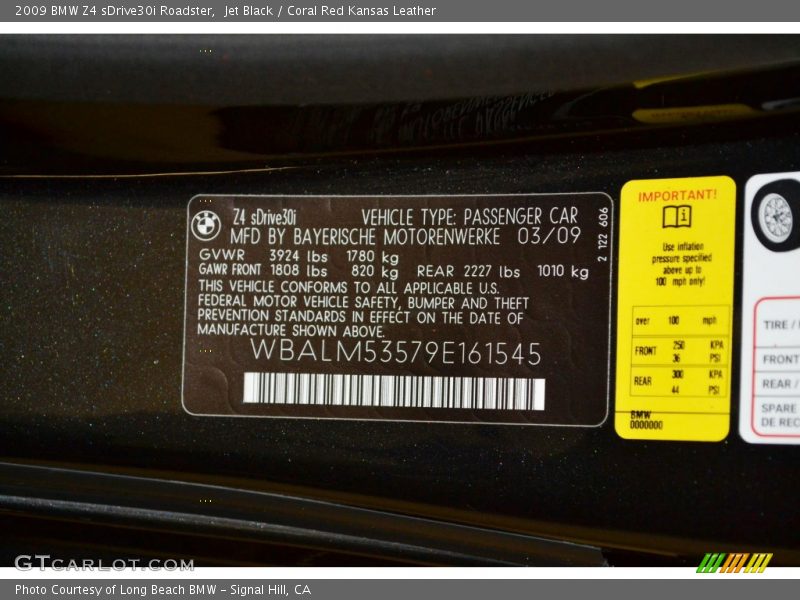 2009 BMW Z4 sDrive30i Roadster,  Jet Black / Coral Red Kansas Leather
Z4 sDrive30i VEHICLE TYPE: PASSENGER CAR
MFD BY BAYERISCHE MOTORENWERKE 03/09
GVWR 3924 lbs 1780 kg
GAWR FRONT 1808 lbs 820 kg REAR 2227 lbs 1010 kg
THIS VEHICLE CONFORMS TO ALL APPLICABLE U.S.
FEDERAL MOTOR VEHICLE SAFETY, BUMPER AND THEFT
PREVENTION STANDARDS IN EFFECT ON THE DATE OF
MANUFACTURE SHOWN ABOVE.
WBALM53579E161545
2 122 606
IMPORTANT!
Use inflation
pressure specified
above up to
100 mph only!
over 100 mph
FRONT 250 KPA
36 PSI
REAR 300 KPA
44 PSI
BMW
0000000
TIRE /
FRONT
REAR /
SPARE
DE REC
GTCARLOT.COM
Photo Courtesy of Long Beach BMW - Signal Hill, CA